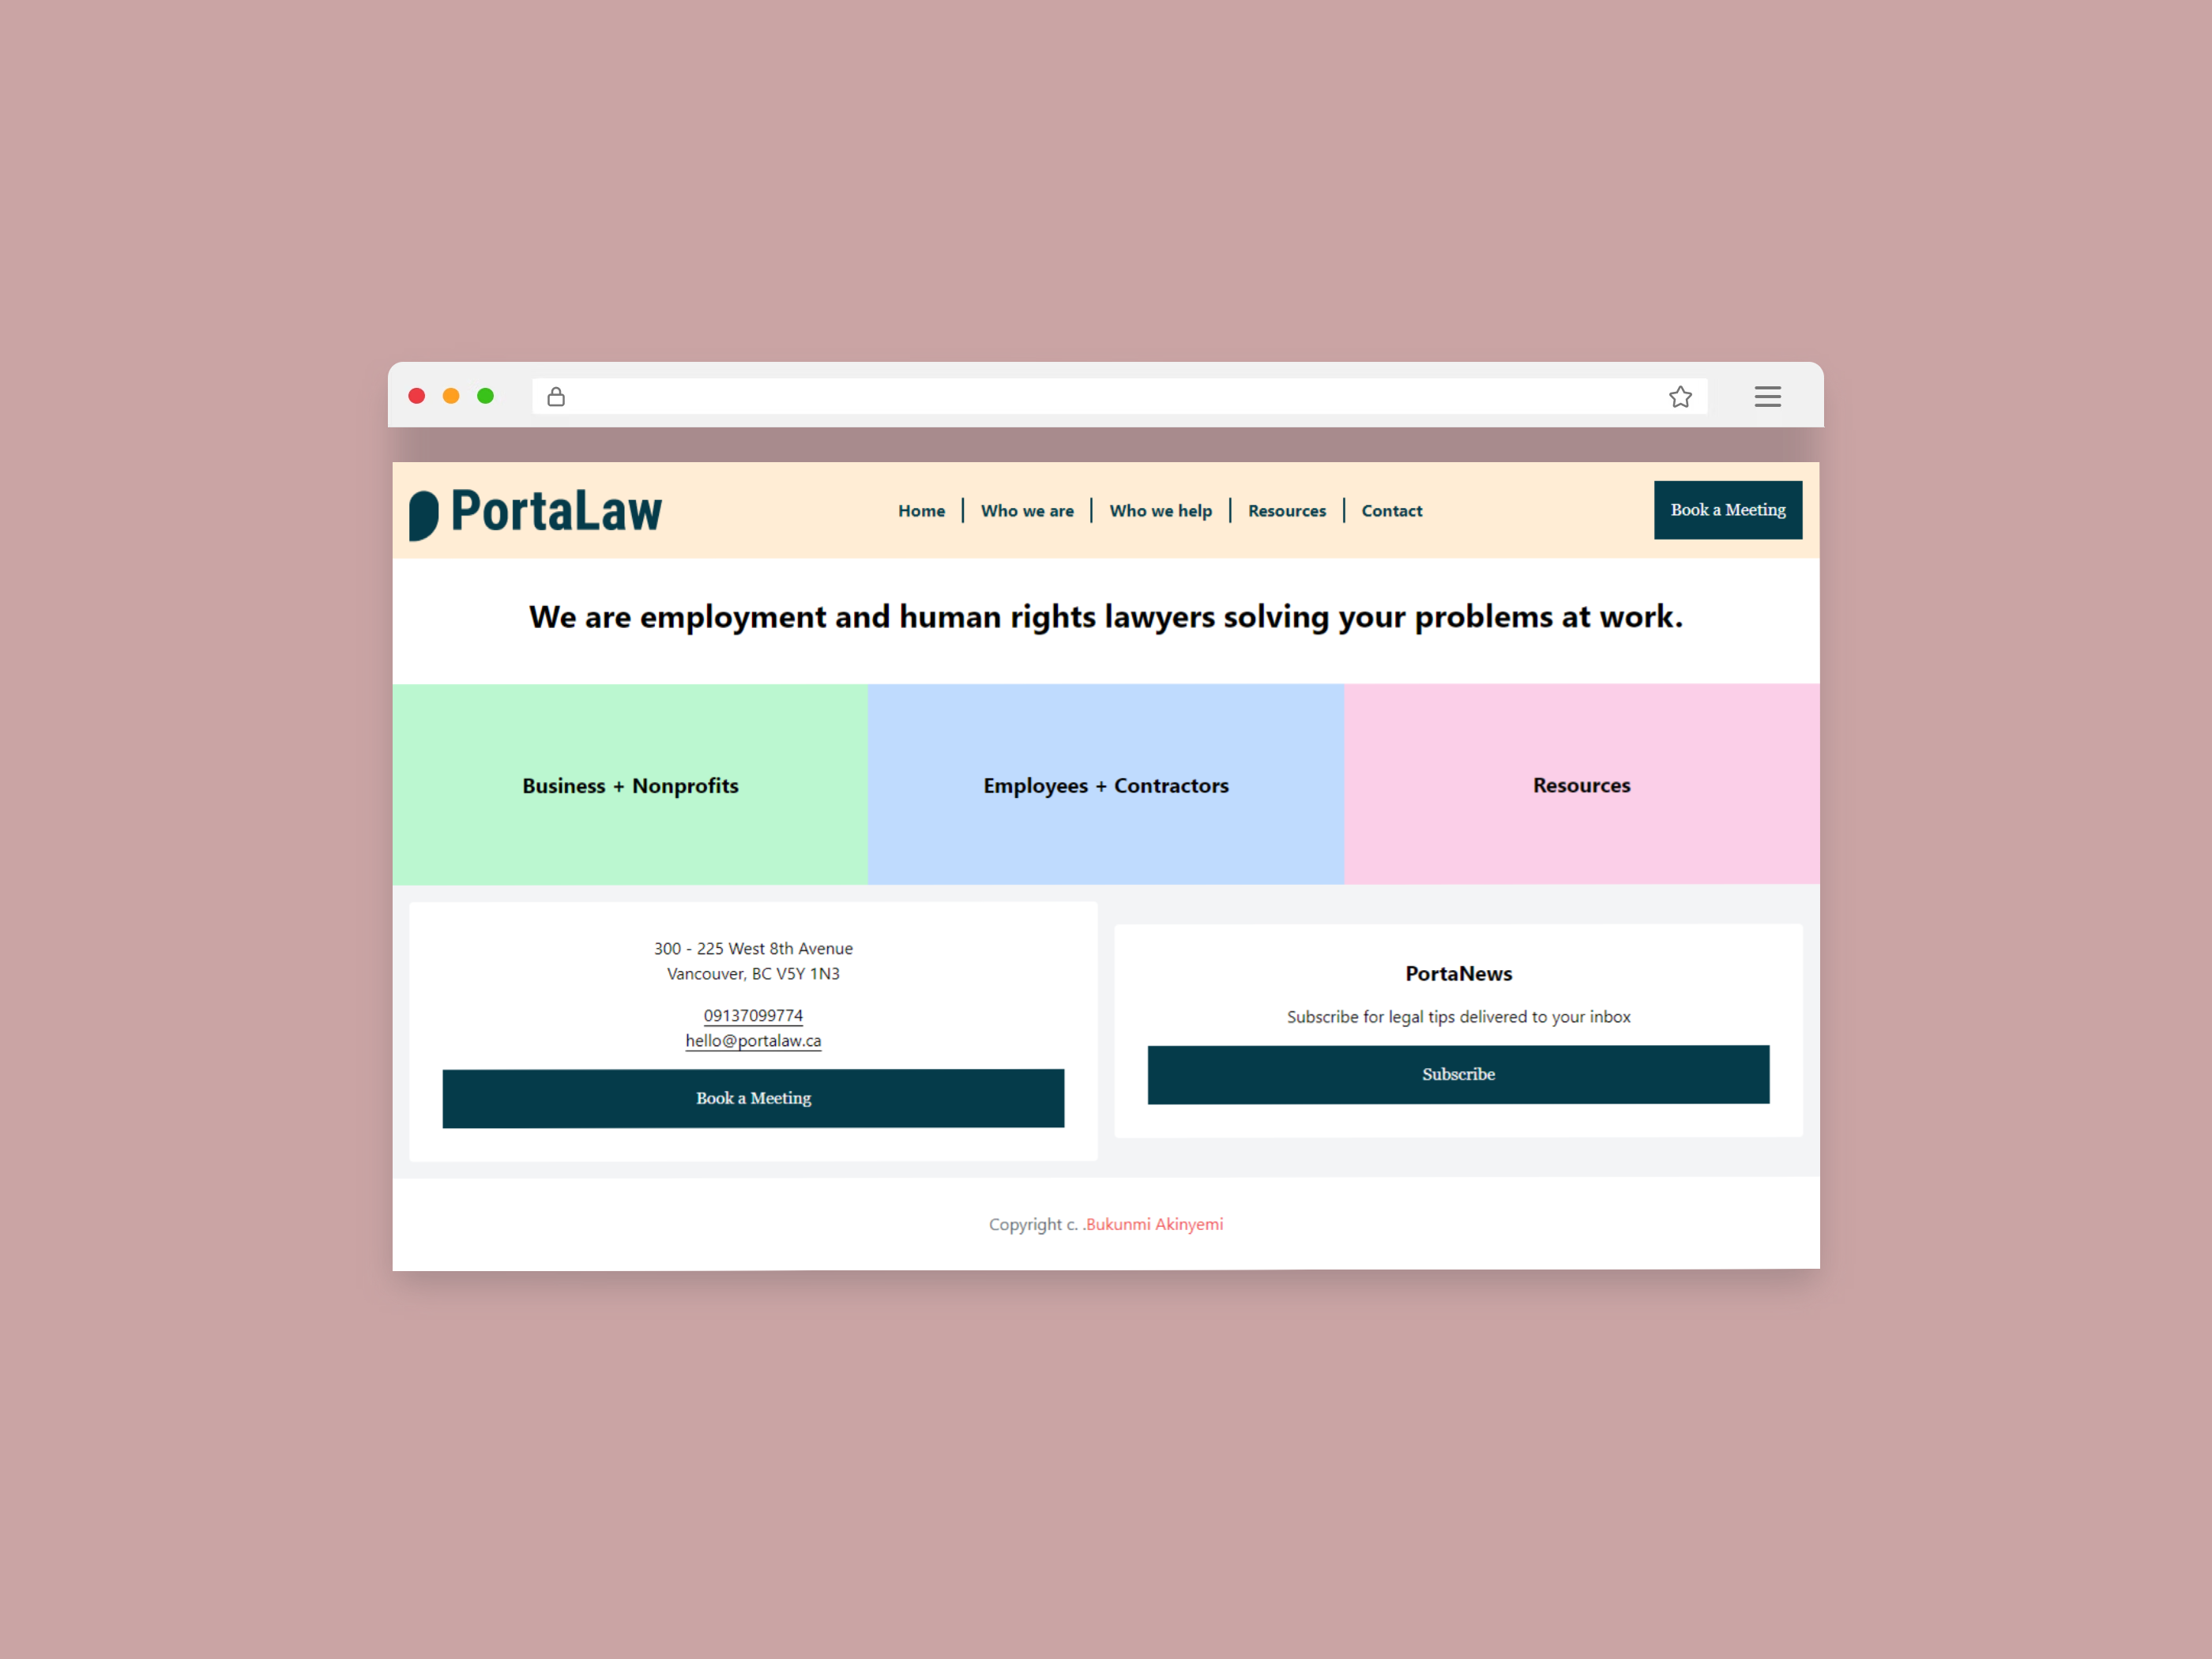 PortaLaw
Home
Who we are
Who we help
Resources
Contact
Book a Meeting
We are employment and human rights lawyers solving your problems at work.
Business + Nonprofits
Employees + Contractors
Resources
300 - 225 West 8th Avenue
Vancouver, BC V5Y 1N3
09137099774
hello@portalaw.ca
Book a Meeting
PortaNews
Subscribe for legal tips delivered to your inbox
Subscribe
Copyright c. .Bukunmi Akinyemi